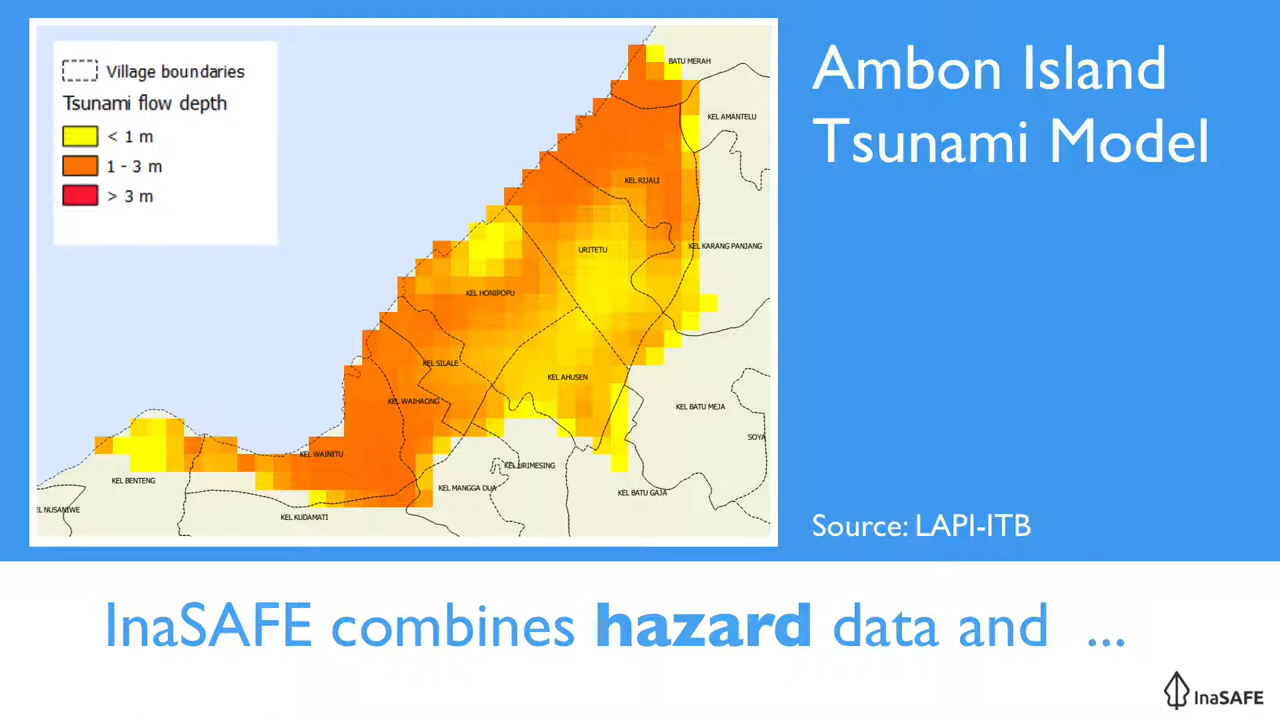 Village boundaries
Tsunami flow depth
< 1 m
1 - 3 m
> 3 m
BATU MERAH
KEL AMANTELU
KEL RIJALI
KEL KARANG PANJANG
URITETU
KEL HONIPOPU
KEL SILALE
KEL AHUSEN
KEL WAIHAONG
KEL BATU MEJA
SOYA
KEL WAINITU
KEL URIMESING
KEL BENTENG
KEL MANGGA DUA
KEL BATU GAJA
EL NUSANIWE
KEL KUDAMATI
Ambon Island
Tsunami Model
Source: LAPI-ITB
InaSAFE combines hazard data and ...
InaSAFE